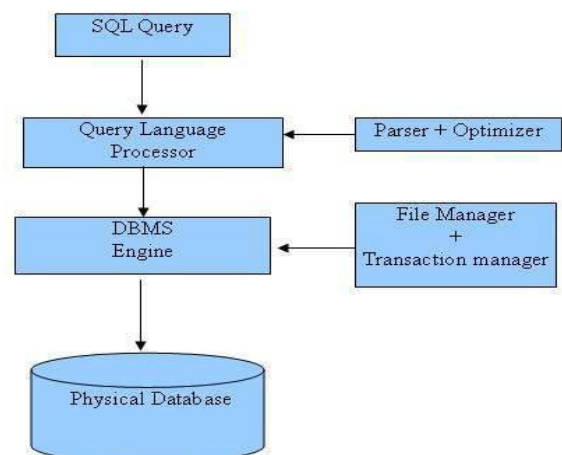 SQL Query
Query Language
Processor
Parser + Optimizer
DBMS
Engine
File Manager
+
Transaction manager
Physical Database